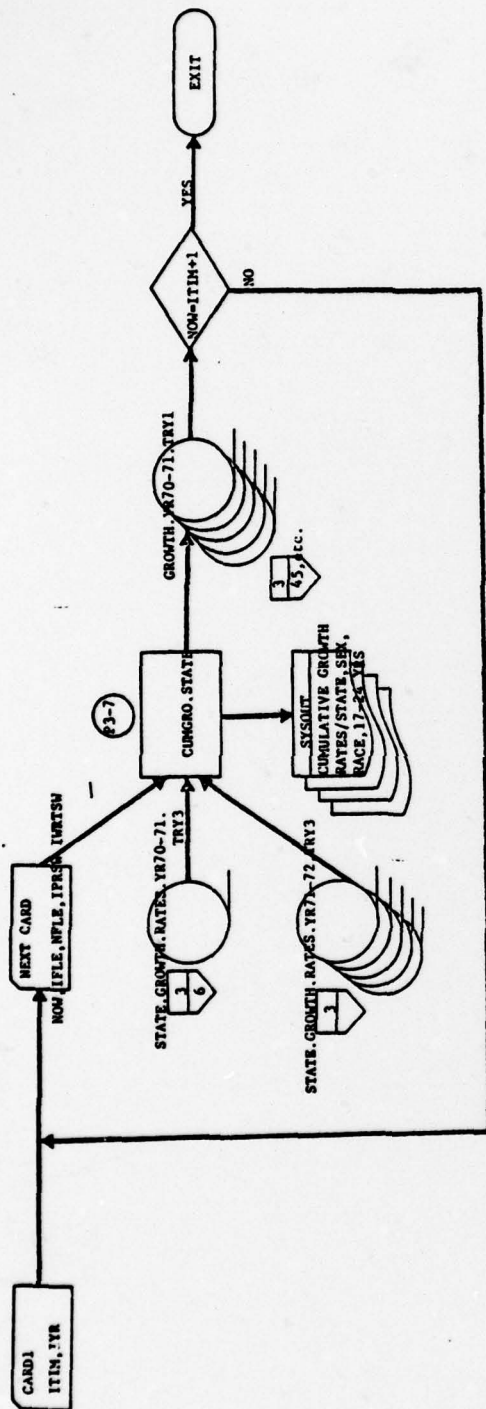 CARD1
ITIM,JYR
NEXT CARD
NOW,IFLE,NPLE,IPRSW,IWRTSW
P3-7
CUMGRO.STATE
STATE.GROWTH.RATES.YR70-71.
TRY3
3
6
STATE.GROWTH.RATES.YR71-72.TRY3
3
SYSOUT
CUMULATIVE GROWTH
RATES/STATE,SEX,
RACE,17-24 YRS
GROWTH.YR70-71.TRY1
3
45,etc.
NOW=ITIM+1
YES
NO
EXIT